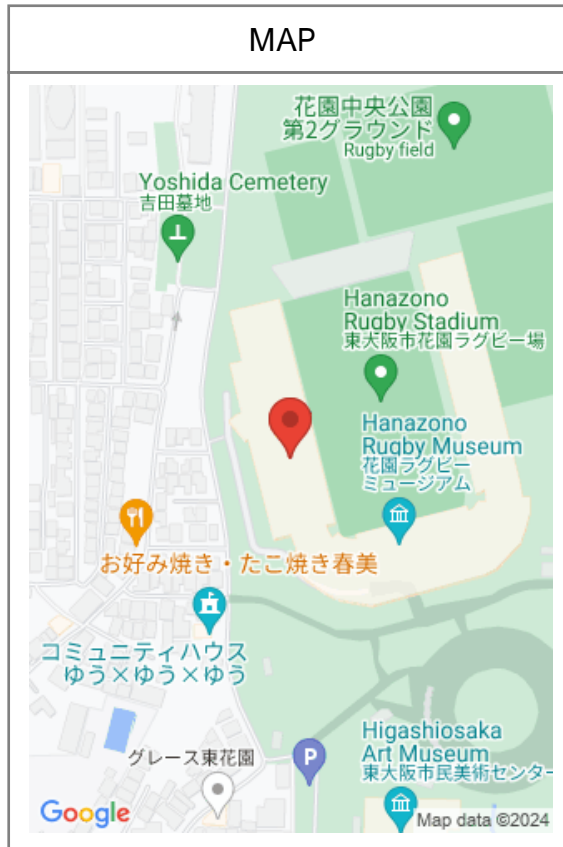 MAP
花園中央公園
第2グラウンド
Rugby field
Yoshida Cemetery
吉田墓地
Hanazono
Rugby Stadium
東大阪市花園ラグビー場
Hanazono
Rugby Museum
花園ラグビー
ミュージアム
お好み焼き・たこ焼き春美
コミュニティハウス
ゆう×ゆう×ゆう
グレース東花園
P
Higashiosaka
Art Museum
東大阪市民美術センター
Google
Map data ©2024